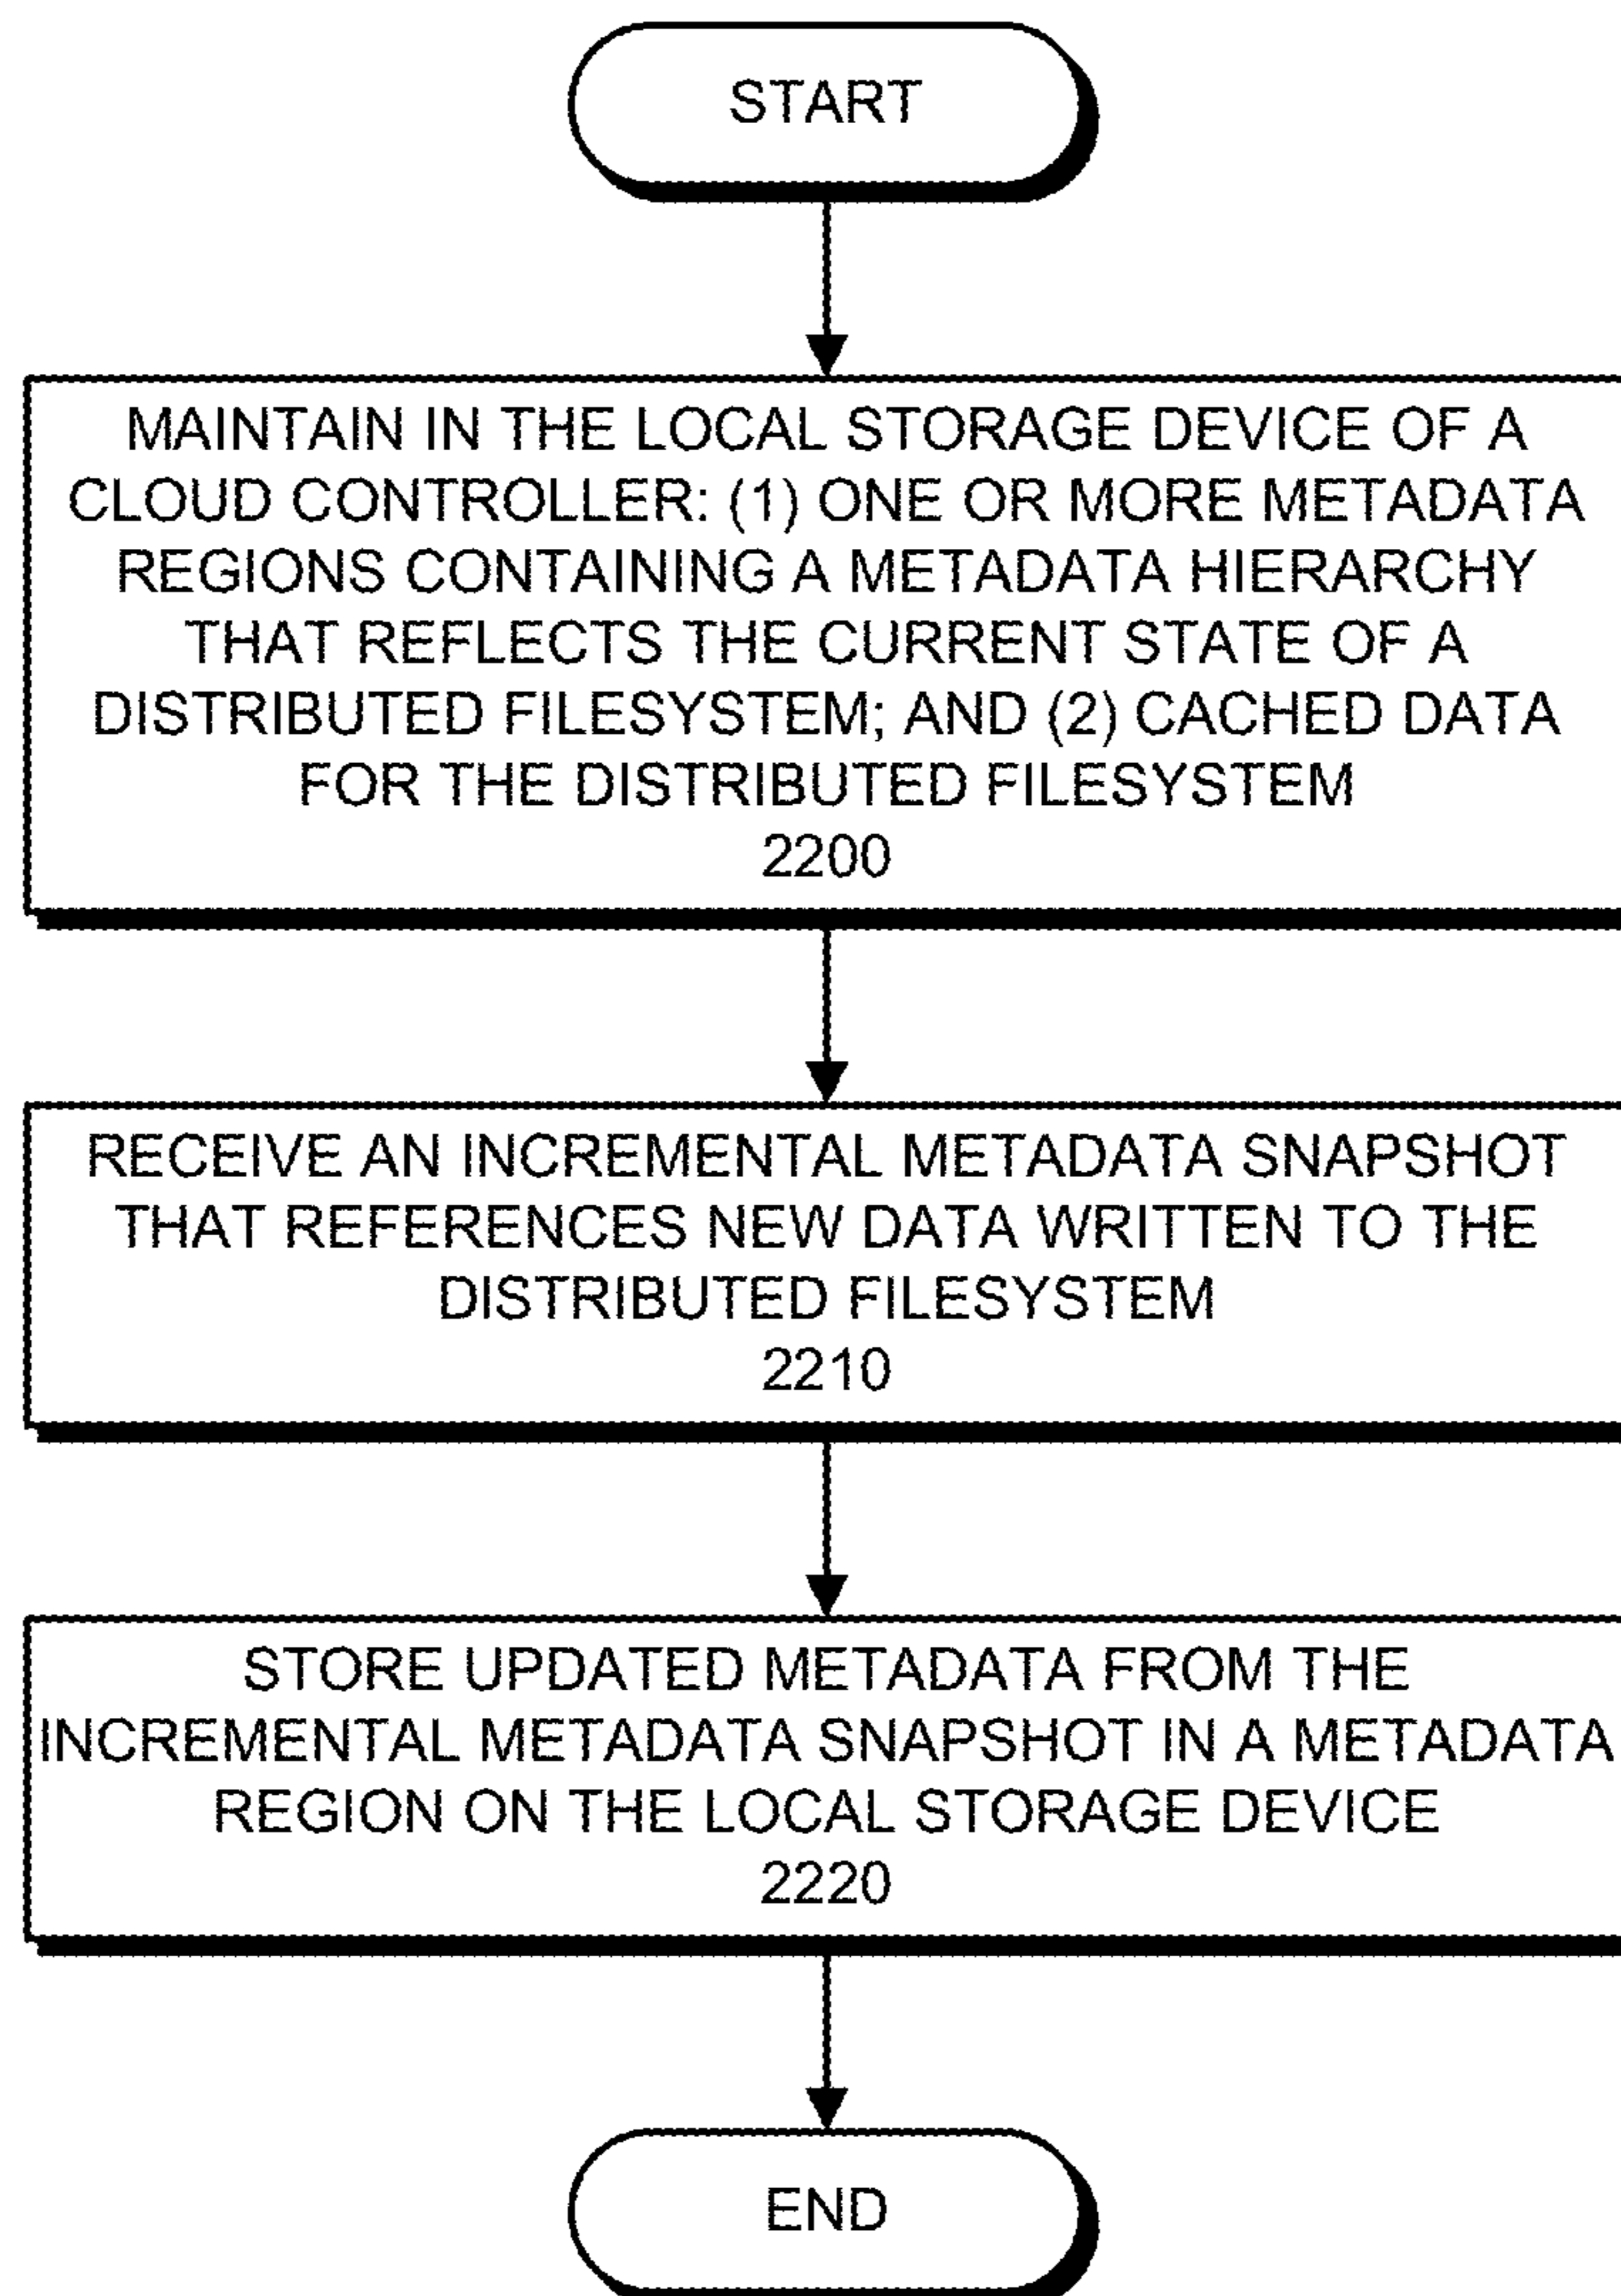 START
MAINTAIN IN THE LOCAL STORAGE DEVICE OF A
CLOUD CONTROLLER: (1) ONE OR MORE METADATA
REGIONS CONTAINING A METADATA HIERARCHY
THAT REFLECTS THE CURRENT STATE OF A
DISTRIBUTED FILESYSTEM; AND (2) CACHED DATA
FOR THE DISTRIBUTED FILESYSTEM
2200
RECEIVE AN INCREMENTAL METADATA SNAPSHOT
THAT REFERENCES NEW DATA WRITTEN TO THE
DISTRIBUTED FILESYSTEM
2210
STORE UPDATED METADATA FROM THE
INCREMENTAL METADATA SNAPSHOT IN A METADATA
REGION ON THE LOCAL STORAGE DEVICE
2220
END